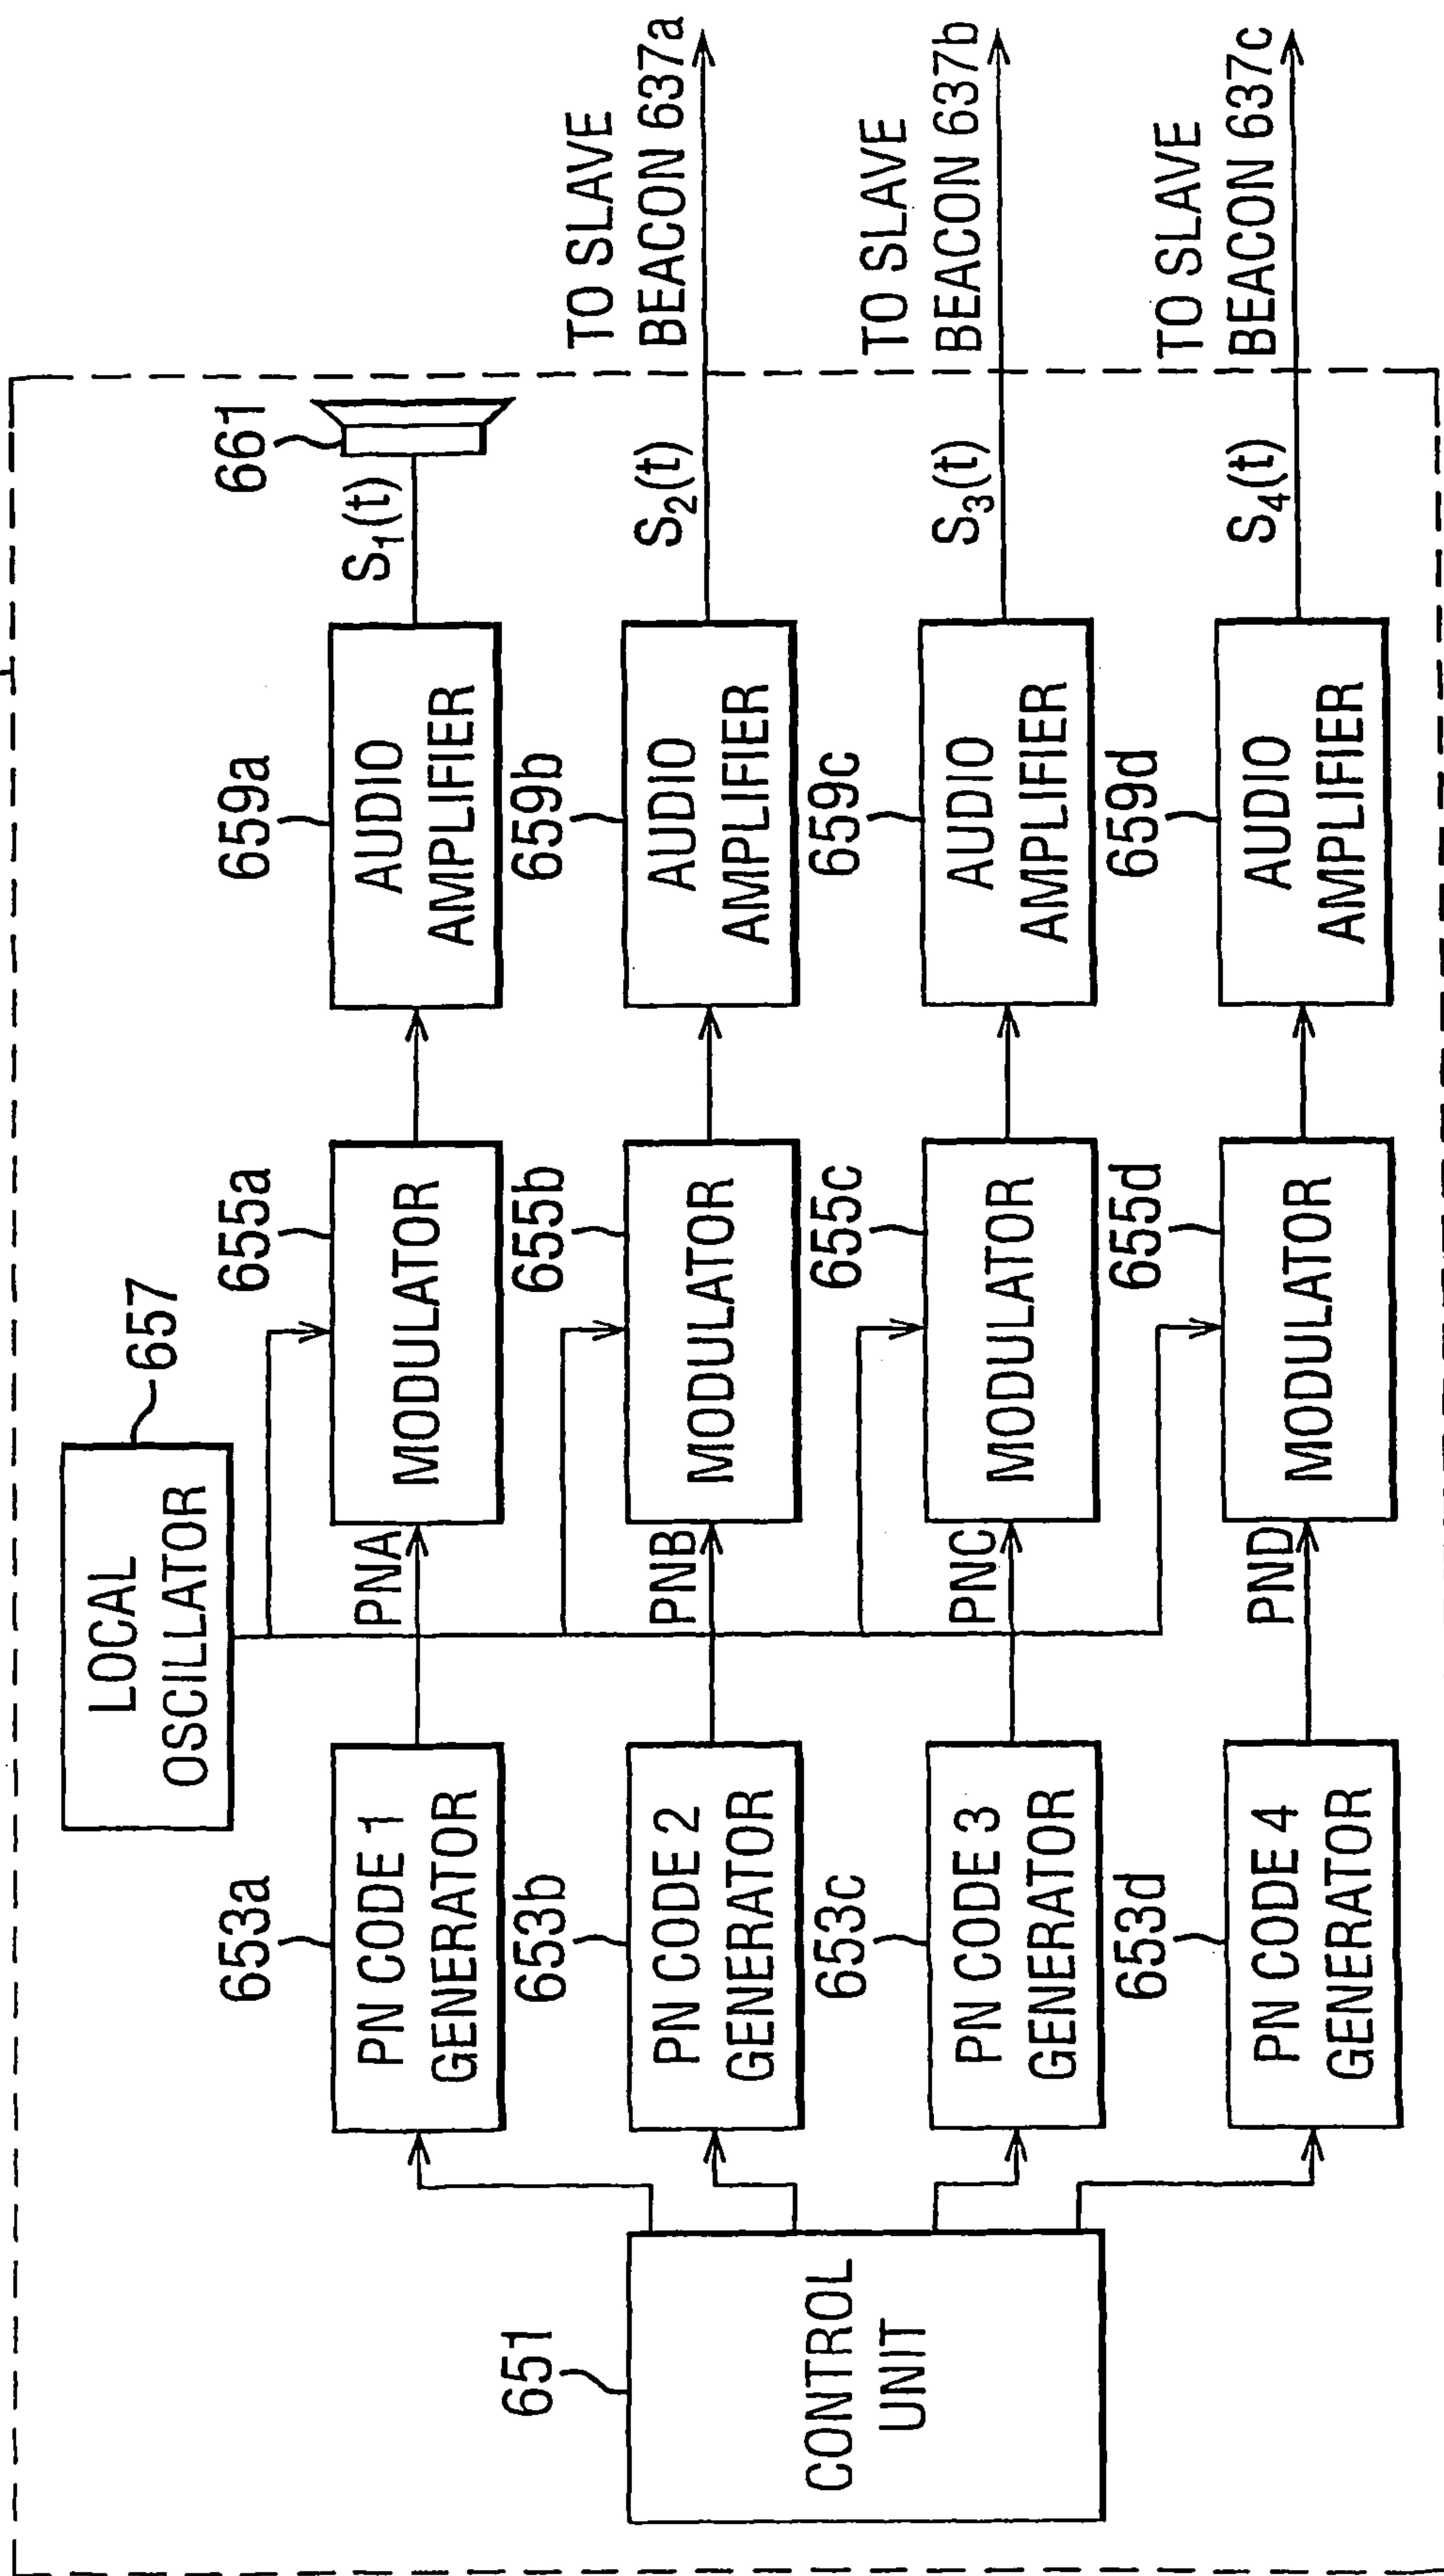 LOCAL
OSCILLATOR
657
661
653a
PN CODE 1
GENERATOR
PNA
655a
MODULATOR
659a
AUDIO
AMPLIFIER
S1(t)
653b
PN CODE 2
GENERATOR
PNB
655b
MODULATOR
659b
AUDIO
AMPLIFIER
S2(t)
TO SLAVE
BEACON 637a
651
CONTROL
UNIT
653c
PN CODE 3
GENERATOR
PNC
655c
MODULATOR
659c
AUDIO
AMPLIFIER
S3(t)
TO SLAVE
BEACON 637b
653d
PN CODE 4
GENERATOR
PND
655d
MODULATOR
659d
AUDIO
AMPLIFIER
S4(t)
TO SLAVE
BEACON 637c